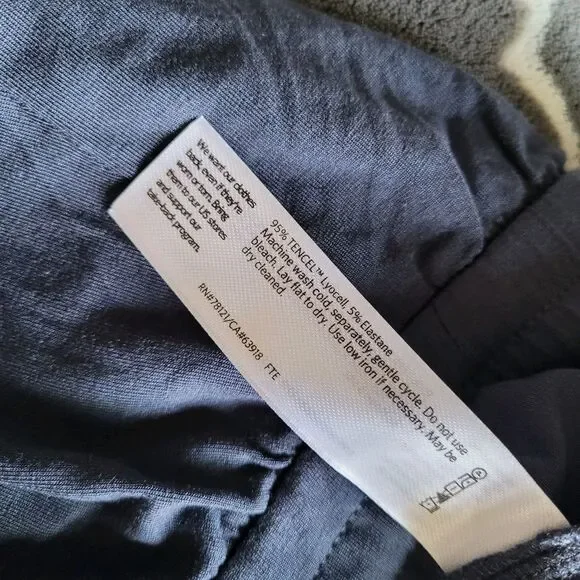 We want our clothes
back, even if they're
worn or torn. Bring
them to our US stores
and support our
take-back program.
95% TENCEL™ Lyocell, 5% Elastane
Machine wash cold, separately, gentle cycle. Do not use
bleach. Lay flat to dry. Use low iron if necessary. May be
dry cleaned.
RN#78121/CA#63918 FTE